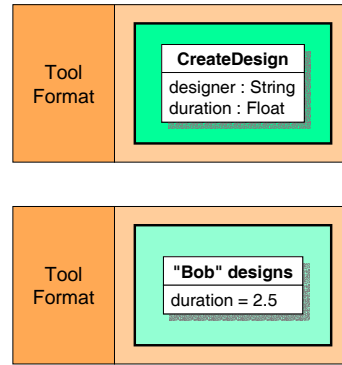 Tool
Format
CreateDesign
designer : String
duration : Float
Tool
Format
"Bob" designs
duration = 2.5